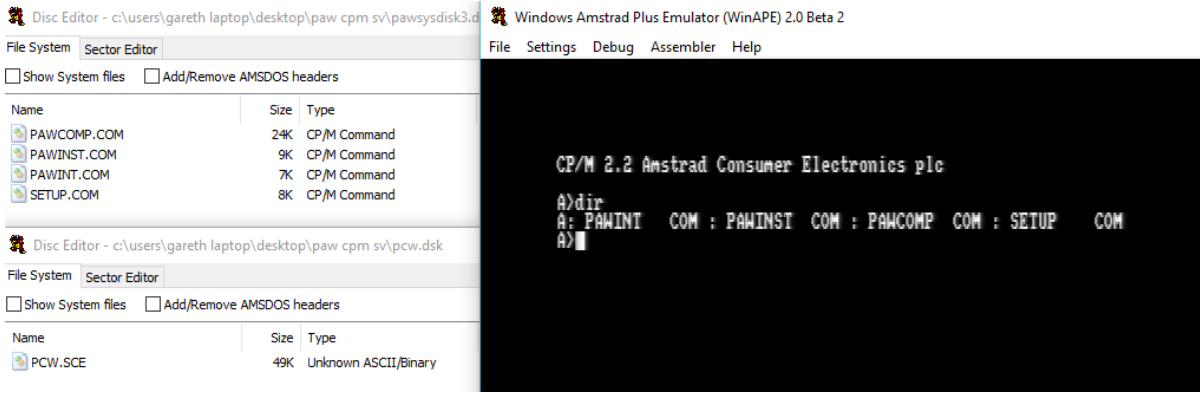 Disc Editor - c:\users\gareth laptop\desktop\paw cpm sv\pawsysdisk3.d
File System Sector Editor
Show System files Add/Remove AMSDOS headers
Name Size Type
PAWCOMP.COM 24K CP/M Command
PAWINST.COM 9K CP/M Command
PAWINT.COM 7K CP/M Command
SETUP.COM 8K CP/M Command
Disc Editor - c:\users\gareth laptop\desktop\paw cpm sv\pcw.dsk
File System Sector Editor
Show System files Add/Remove AMSDOS headers
Name Size Type
PCW.SCE 49K Unknown ASCII/Binary
Windows Amstrad Plus Emulator (WinAPE) 2.0 Beta 2
File Settings Debug Assembler Help
CP/M 2.2 Amstrad Consumer Electronics plc
A>dir
A: PAWINT COM : PAWINST COM : PAWCOMP COM : SETUP COM
A>